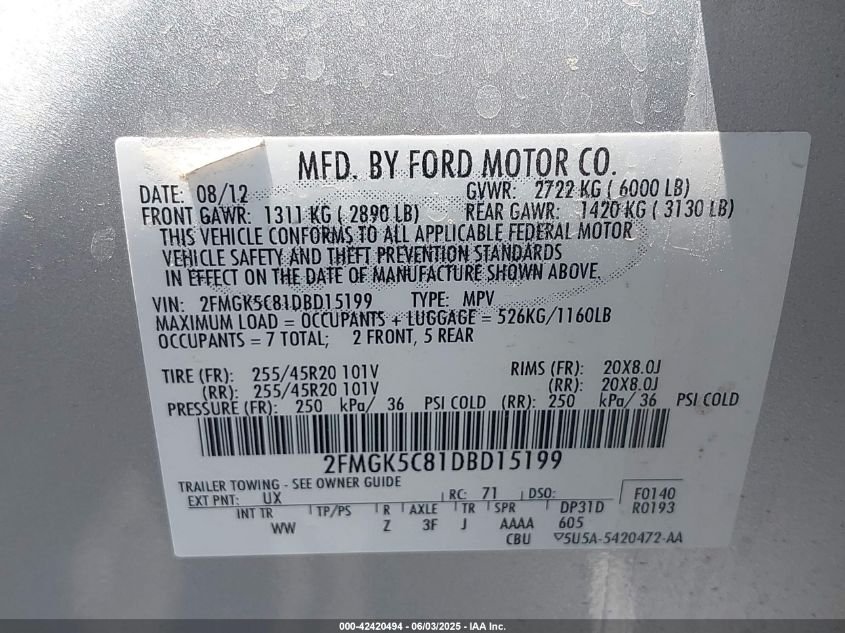 MFD. BY FORD MOTOR CO.
DATE: 08/12 GVWR: 2722 KG ( 6000 LB)
FRONT GAWR: 1311 KG ( 2890 LB) REAR GAWR: 1420 KG ( 3130 LB)
THIS VEHICLE CONFORMS TO ALL APPLICABLE FEDERAL MOTOR
VEHICLE SAFETY AND THEFT PREVENTION STANDARDS
IN EFFECT ON THE DATE OF MANUFACTURE SHOWN ABOVE.
VIN: 2FMGK5C81DBD15199 TYPE: MPV
MAXIMUM LOAD = OCCUPANTS + LUGGAGE = 526KG/1160LB
OCCUPANTS = 7 TOTAL; 2 FRONT, 5 REAR
TIRE (FR): 255/45R20 101V RIMS (FR): 20X8.0J
(RR): 255/45R20 101V (RR): 20X8.0J
PRESSURE (FR): 250 kPa/ 36 PSI COLD (RR): 250 kPa/ 36 PSI COLD
2FMGK5C81DBD15199
TRAILER TOWING - SEE OWNER GUIDE
EXT PNT: UX RC: 71 DSO: F0140
INT TR TP/PS R AXLE TR SPR DP31D R0193
WW Z 3F J AAAA 605
CBU 5U5A-5420472-AA
000-42420494 - 06/03/2025 - IAA Inc.